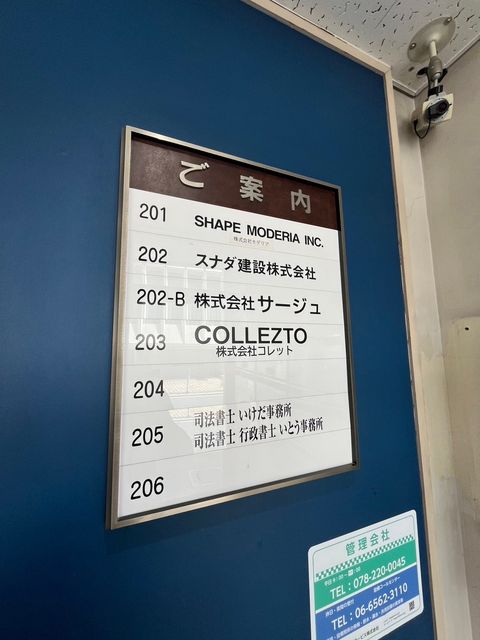 ご案内
201 SHAPE MODERIA INC.
株式会社モデリア
202 スナダ建設株式会社
202-B 株式会社サージュ
203 COLLEZTO
株式会社コレット
204
205 司法書士 いけだ事務所
司法書士 行政書士 いとう事務所
206
管理会社
TEL：078-220-0045
TEL：06-6562-3110